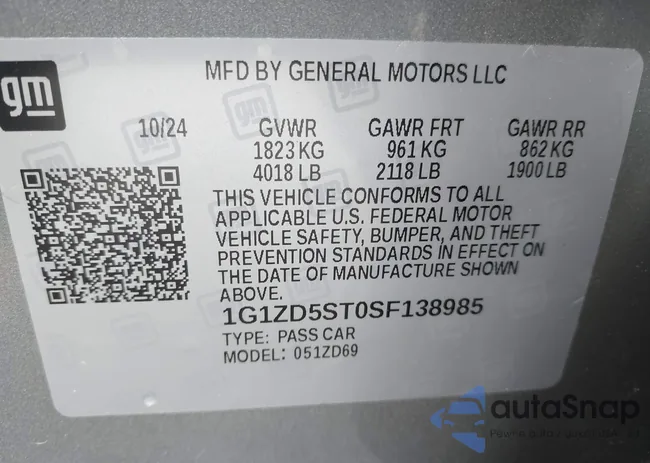 gm
MFD BY GENERAL MOTORS LLC
10/24 GVWR GAWR FRT GAWR RR
1823 KG 961 KG 862 KG
4018 LB 2118 LB 1900 LB
THIS VEHICLE CONFORMS TO ALL
APPLICABLE U.S. FEDERAL MOTOR
VEHICLE SAFETY, BUMPER, AND THEFT
PREVENTION STANDARDS IN EFFECT ON
THE DATE OF MANUFACTURE SHOWN
ABOVE.
1G1ZD5ST0SF138985
TYPE: PASS CAR
MODEL: 051ZD69
autaSnap